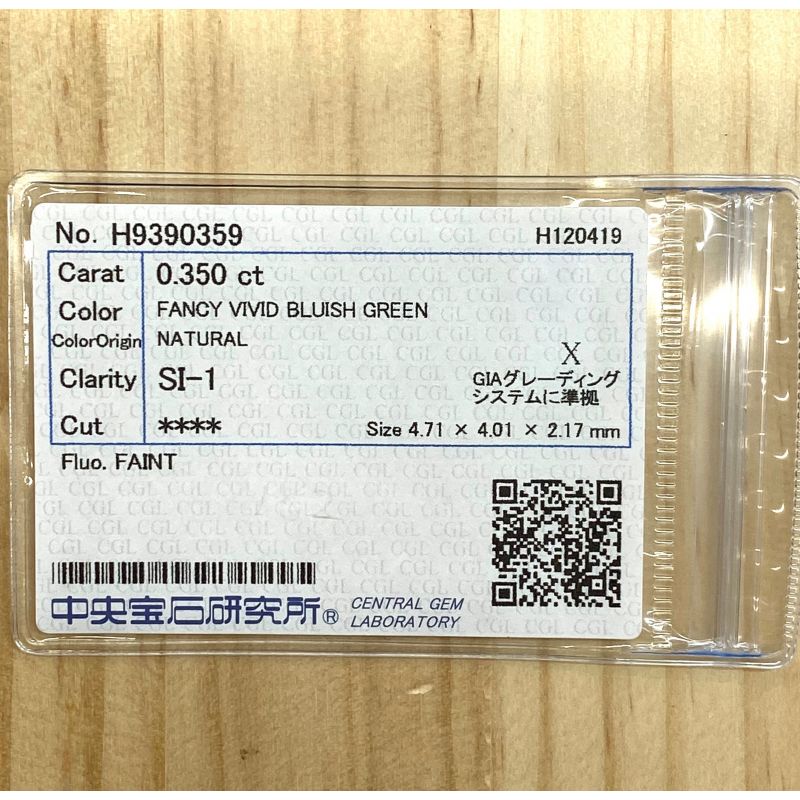 No. H9390359 H120419
Carat 0.350 ct
Color FANCY VIVID BLUISH GREEN
ColorOrigin NATURAL
X
Clarity SI-1 GIAグレーディング
システムに準拠
Cut **** Size 4.71 × 4.01 × 2.17 mm
Fluo. FAINT
中央宝石研究所® CENTRAL GEM
LABORATORY